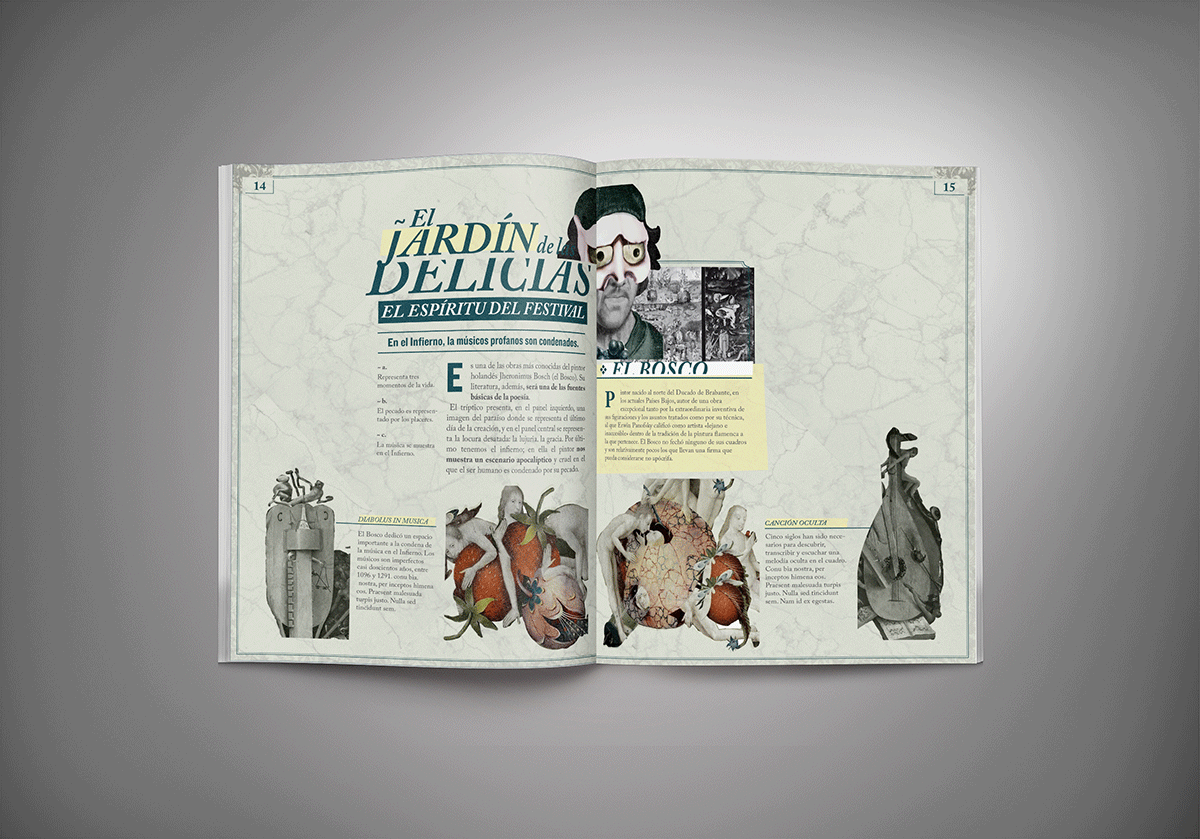 14
15
~ El
JARDÍN de la
DELICIAS
EL ESPÍRITU DEL FESTIVAL
En el Infierno, la músicos profanos son condenados.
~ a.
Representa tres
momentos de la vida.
~ b.
El pecado es represen-
tado por los placeres.
~ c.
La música se muestra
en el Infierno.
Es una de las obras más conocidas del pintor
holandés Jheronimus Bosch (el Bosco). Su
literatura, además, será una de las fuentes
básicas de la poesía.
El tríptico presenta, en el panel izquierdo, una
imagen del paraíso donde se representa el último
día de la creación, y en el panel central se represen-
ta la locura desatada: la lujuria, la gracia. Por últi-
mo tenemos el infierno; en ella el pintor nos
muestra un escenario apocalíptico y cruel en el
que el ser humano es condenado por su pecado.
EL BOSCO
Pintor nacido al norte del Ducado de Brabante, en
los actuales Países Bajos, autor de una obra
excepcional tanto por la extraordinaria inventiva de
sus figuraciones y los asuntos tratados como por su técnica,
al que Erwin Panofsky calificó como artista «lejano e
inaccesible» dentro de la tradición de la pintura flamenca a
la que pertenece. El Bosco no fechó ninguno de sus cuadros
y son relativamente pocos los que llevan una firma que
pueda considerarse no apócrifa.
DIABOLUS IN MUSICA
El Bosco dedicó un espacio
importante a la condena de
la música en el Infierno. Los
músicos son imperfectos
casi doscientos años, entre
1096 y 1291. conu bia
nostra, per inceptos himena
eos. Praesent malesuada
turpis justo. Nulla sed
tincidunt sem.
CANCIÓN OCULTA
Cinco siglos han sido nece-
sarios para descubrir,
transcribir y escuchar una
melodía oculta en el cuadro.
Conu bia nostra, per
inceptos himena eos.
Praesent malesuada turpis
justo. Nulla sed tincidunt
sem. Nam id ex egestas.